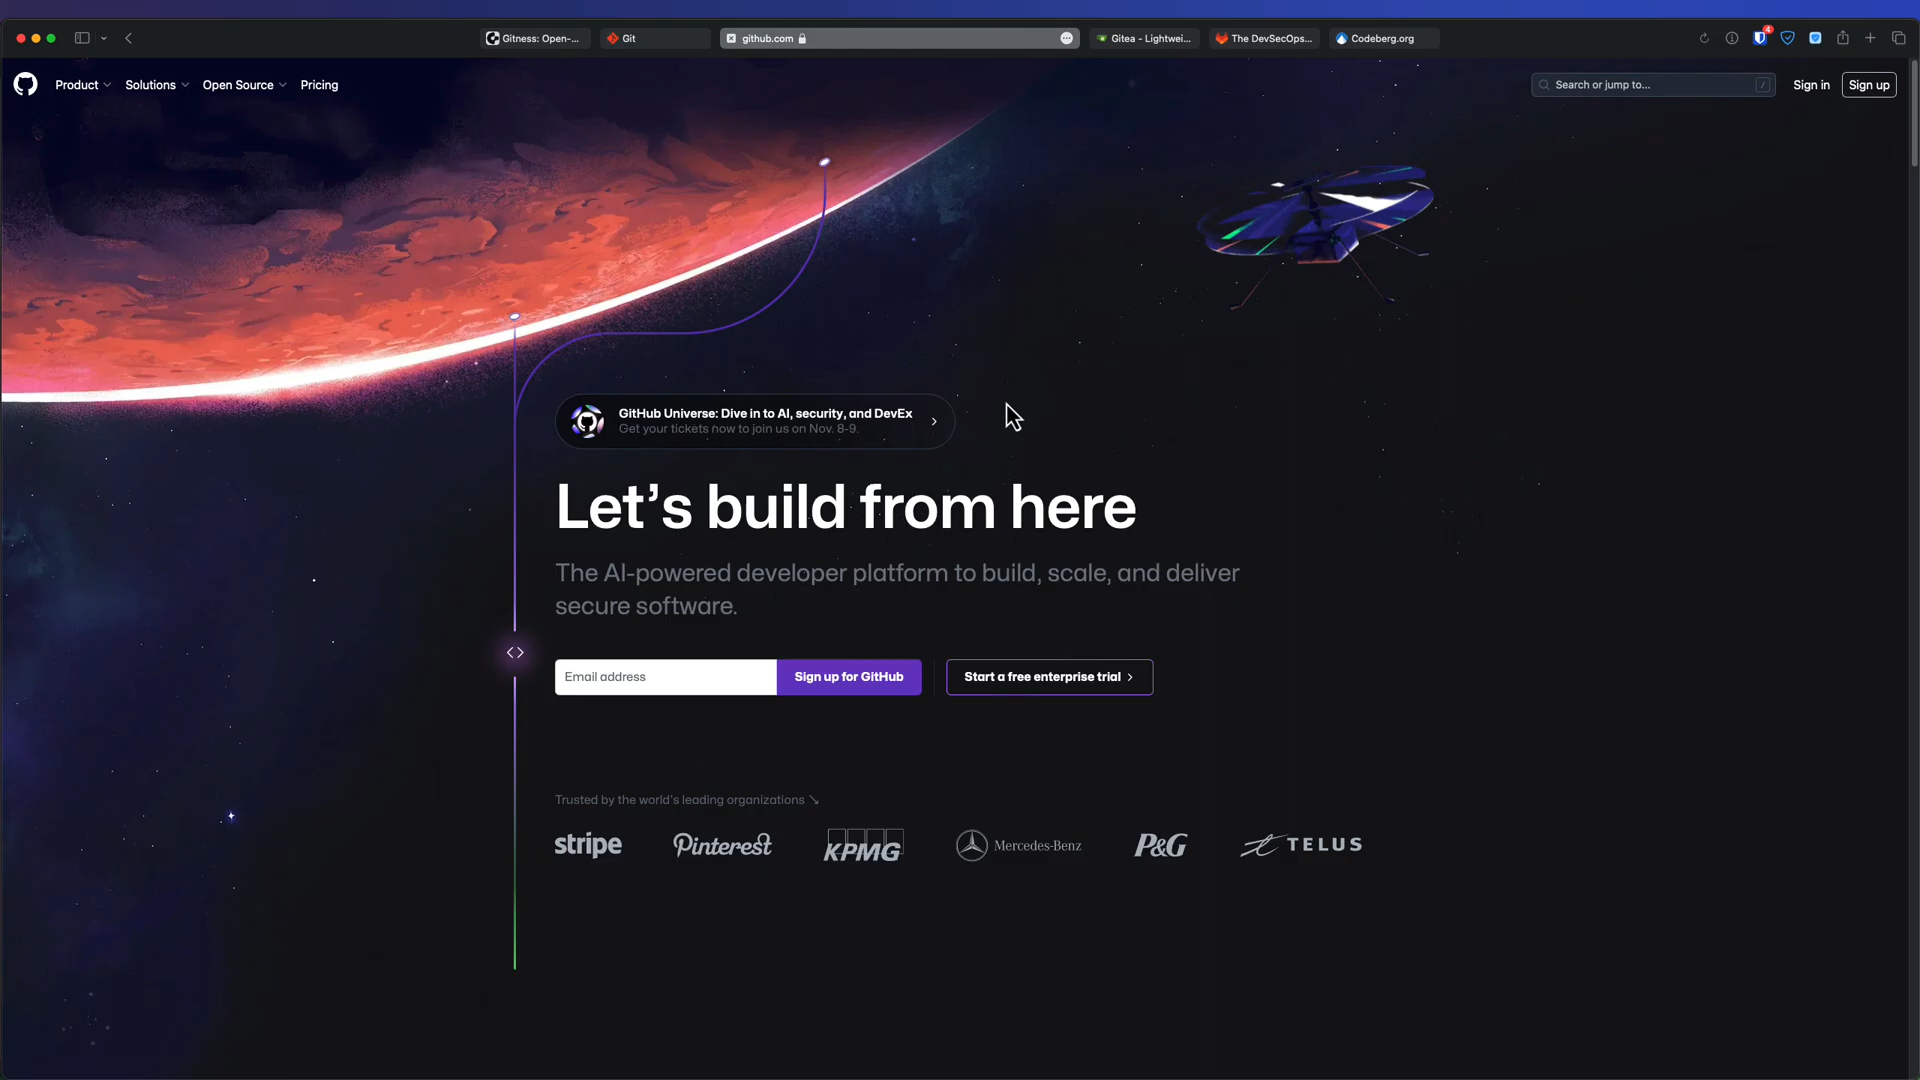 Gitness: Open-...
Git
github.com
Gitea - Lightwei...
The DevSecOps...
Codeberg.org
4
Product
Solutions
Open Source
Pricing
Search or jump to...
/
Sign in
Sign up
GitHub Universe: Dive in to AI, security, and DevEx
Get your tickets now to join us on Nov. 8-9.
Let’s build from here
The AI-powered developer platform to build, scale, and deliver
secure software.
Email address
Sign up for GitHub
Start a free enterprise trial
Trusted by the world’s leading organizations
stripe
Pinterest
KPMG
Mercedes-Benz
P&G
TELUS